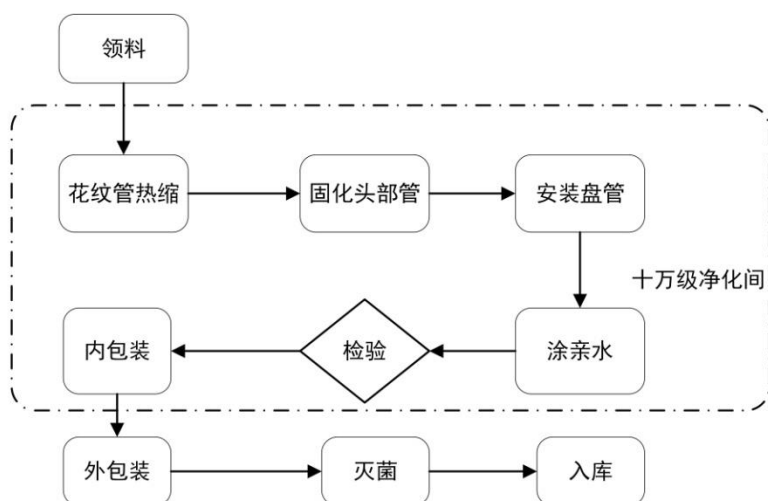 领料
花纹管热缩
固化头部管
安装盘管
十万级净化间
涂亲水
检验
内包装
外包装
灭菌
入库